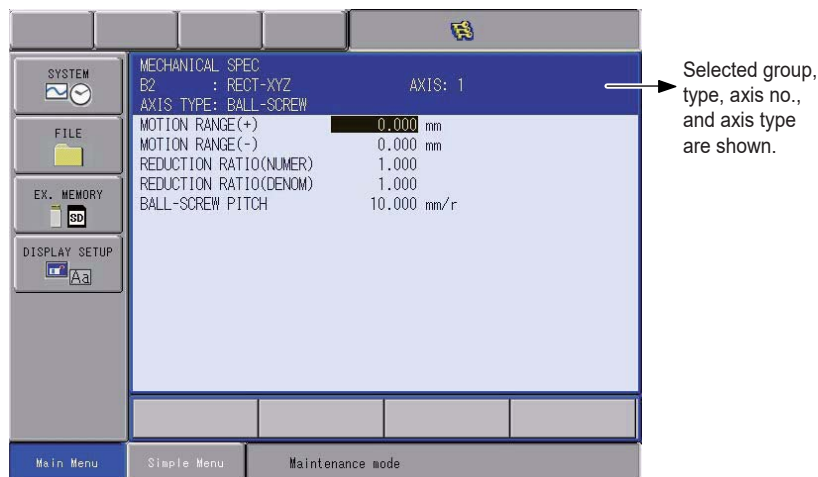 SYSTEM
FILE
EX. MEMORY
SD
DISPLAY SETUP
Aa
MECHANICAL SPEC
B2 : RECT-XYZ AXIS: 1
AXIS TYPE: BALL-SCREW
MOTION RANGE(+) 0.000 mm
MOTION RANGE(-) 0.000 mm
REDUCTION RATIO(NUMER) 1.000
REDUCTION RATIO(DENOM) 1.000
BALL-SCREW PITCH 10.000 mm/r
Main Menu
Simple Menu
Maintenance mode
Selected group,
type, axis no.,
and axis type
are shown.